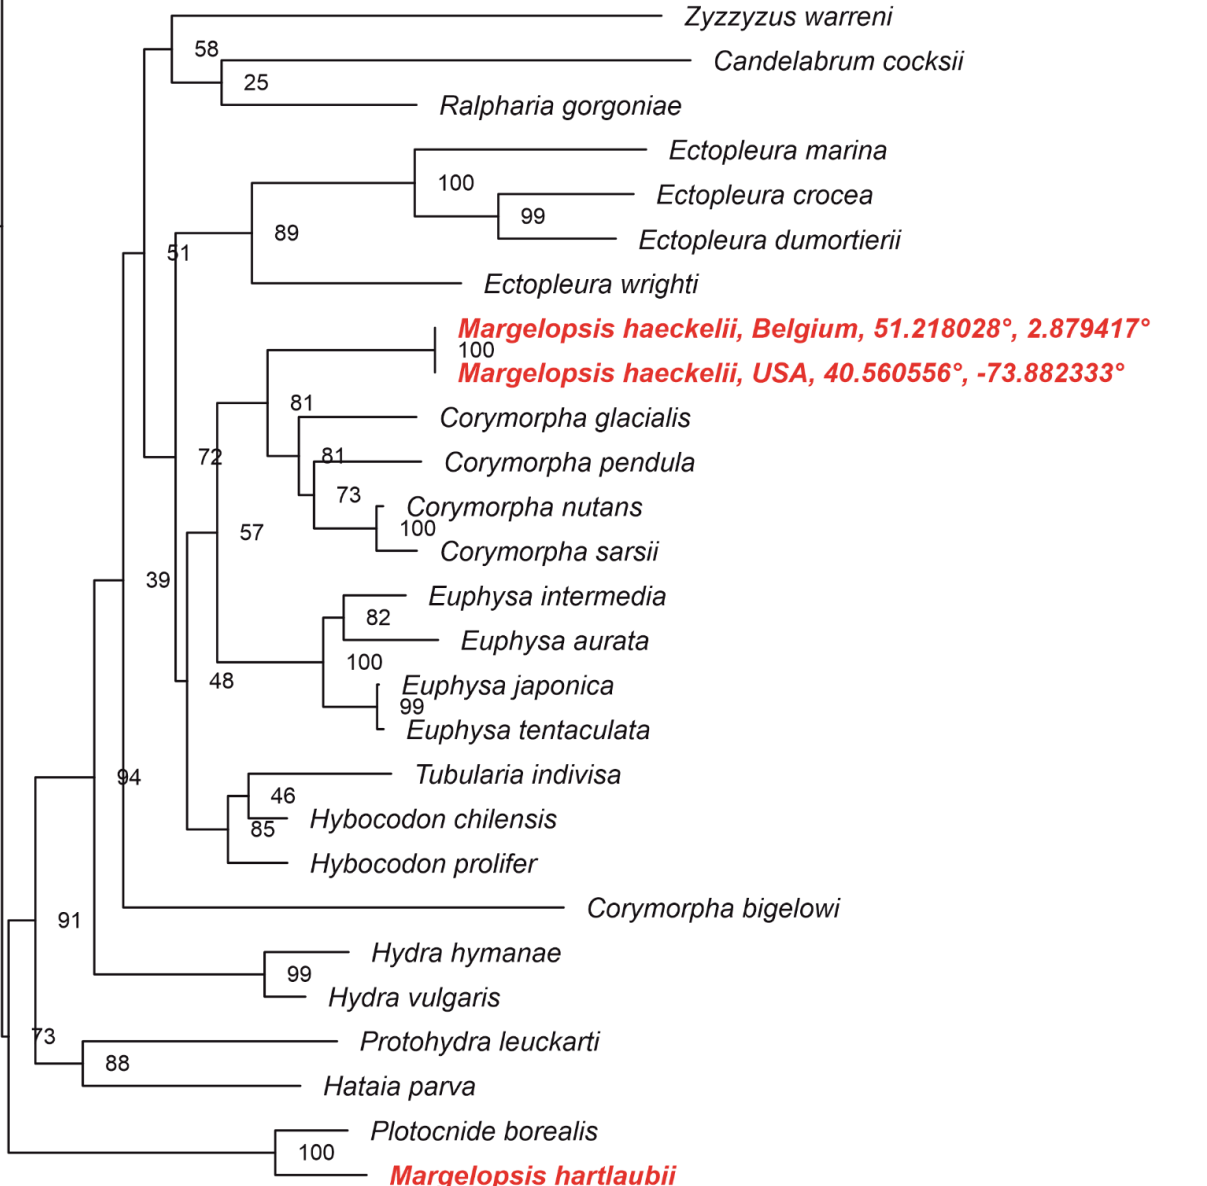 Zyzzyzus warreni
58
Candelabrum cocksii
25
Ralpharia gorgoniae
Ectopleura marina
100
Ectopleura crocea
99
Ectopleura dumortierii
89
51
Ectopleura wrighti
Margelopsis haeckelii, Belgium, 51.218028°, 2.879417°
100
Margelopsis haeckelii, USA, 40.560556°, -73.882333°
81
Corymorpha glacialis
81
72
Corymorpha pendula
73
Corymorpha nutans
100
57
Corymorpha sarsii
39
Euphysa intermedia
82
Euphysa aurata
100
48
Euphysa japonica
99
Euphysa tentaculata
94
Tubularia indivisa
46
Hybocodon chilensis
85
Hybocodon prolifer
Corymorpha bigelowi
91
Hydra hymanae
99
Hydra vulgaris
73
Protohydra leuckarti
88
Hataia parva
Plotocnide borealis
100
Margelopsis hartlaubii